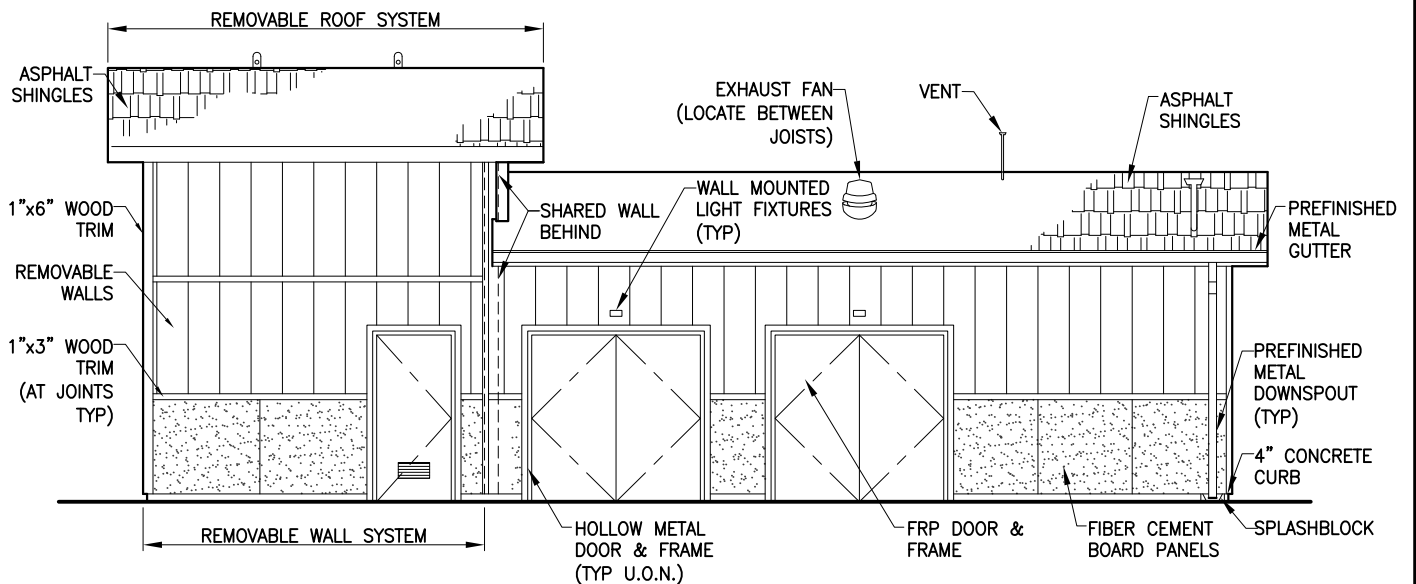 REMOVABLE ROOF SYSTEM
ASPHALT
SHINGLES
EXHAUST FAN
(LOCATE BETWEEN
JOISTS)
VENT
ASPHALT
SHINGLES
1”x6” WOOD
TRIM
SHARED WALL
BEHIND
WALL MOUNTED
LIGHT FIXTURES
(TYP)
PREFINISHED
METAL
GUTTER
REMOVABLE
WALLS
1”x3” WOOD
TRIM
(AT JOINTS
TYP)
PREFINISHED
METAL
DOWNSPOUT
(TYP)
4” CONCRETE
CURB
REMOVABLE WALL SYSTEM
HOLLOW METAL
DOOR & FRAME
(TYP U.O.N.)
FRP DOOR &
FRAME
FIBER CEMENT
BOARD PANELS
SPLASHBLOCK